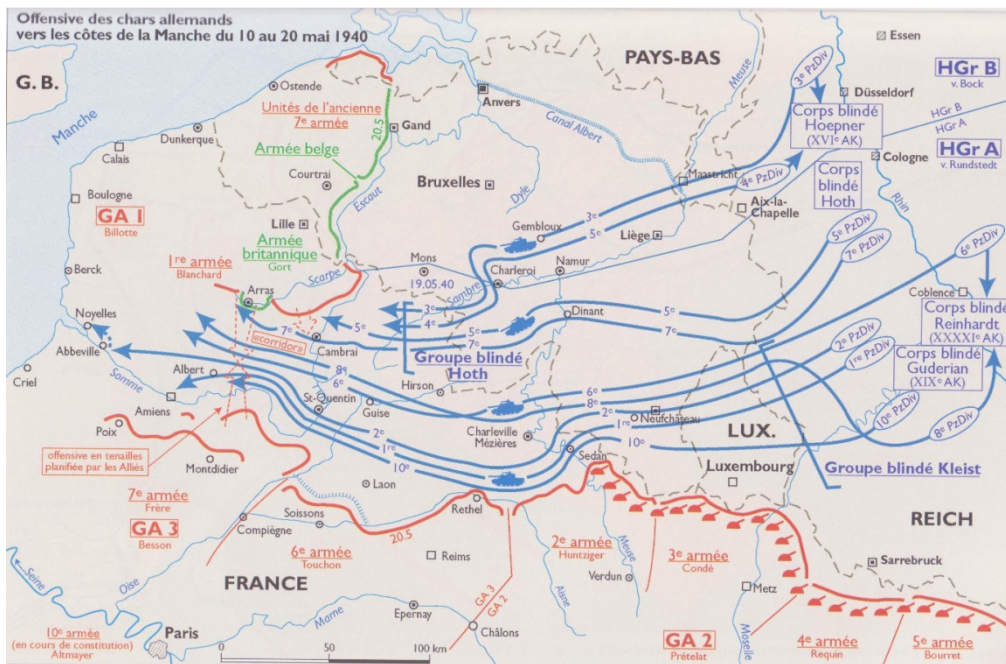 Offensive des chars allemands
vers les côtes de la Manche du 10 au 20 mai 1940
G. B.
Manche
PAYS-BAS
Meuse
Essen
HGr B
v. Bock
HGr B
HGr A
HGr A
v. Rundstedt
3e PzDiv
Düsseldorf
Corps blindé
Hoepner
(XVIe AK)
Cologne
Rhin
Corps
blindé
Hoth
4e PzDiv
Maastricht
Aix-la-
Chapelle
Ostende
Unités de l'ancienne
7e armée
20.5
Anvers
Canal Albert
Gand
Dunkerque
Calais
Armée belge
Courtrai
Escaut
Bruxelles
Dyle
Boulogne
GA 1
Billotte
Lille
Armée
britannique
Gort
Scarpe
Mons
19.05.40
Sambre
Charleroi
Gembloux
3e
5e
Namur
Liège
5e PzDiv
7e PzDiv
6e PzDiv
Coblence
Corps blindé
Reinhardt
(XXXXIe AK)
Corps blindé
Guderian
(XIXe AK)
2e PzDiv
1re PzDiv
10e PzDiv
8e PzDiv
Groupe blindé Kleist
1re armée
Blanchard
Berck
Arras
Noyelles
Abbeville
«corridor»
Cambrai
7e
5e
3e
4e
5e
7e
Dinant
5e
7e
Groupe blindé
Hoth
Criel
Somme
Albert
8e
6e
Amiens
St-Quentin
Guise
Hirson
6e
8e
2e
1re
10e
Neufchâteau
2e
1re
10e
Charleville
Mézières
Sedan
LUX.
Luxembourg
Poix
offensive en tenailles
planifiée par les Alliés
Montdidier
7e armée
Frère
GA 3
Besson
Compiègne
Soissons
Laon
Rethel
20.5
6e armée
Touchon
Reims
2e armée
Huntziger
Meuse
Verdun
Aisne
3e armée
Condé
REICH
Sarrebruck
Metz
Moselle
Oise
Seine
FRANCE
Marne
Epernay
Châlons
GA 3
GA 2
GA 2
Prételat
4e armée
Requin
5e armée
Bourret
10e armée
(en cours de constitution)
Altmayer
Paris
0
50
100 km